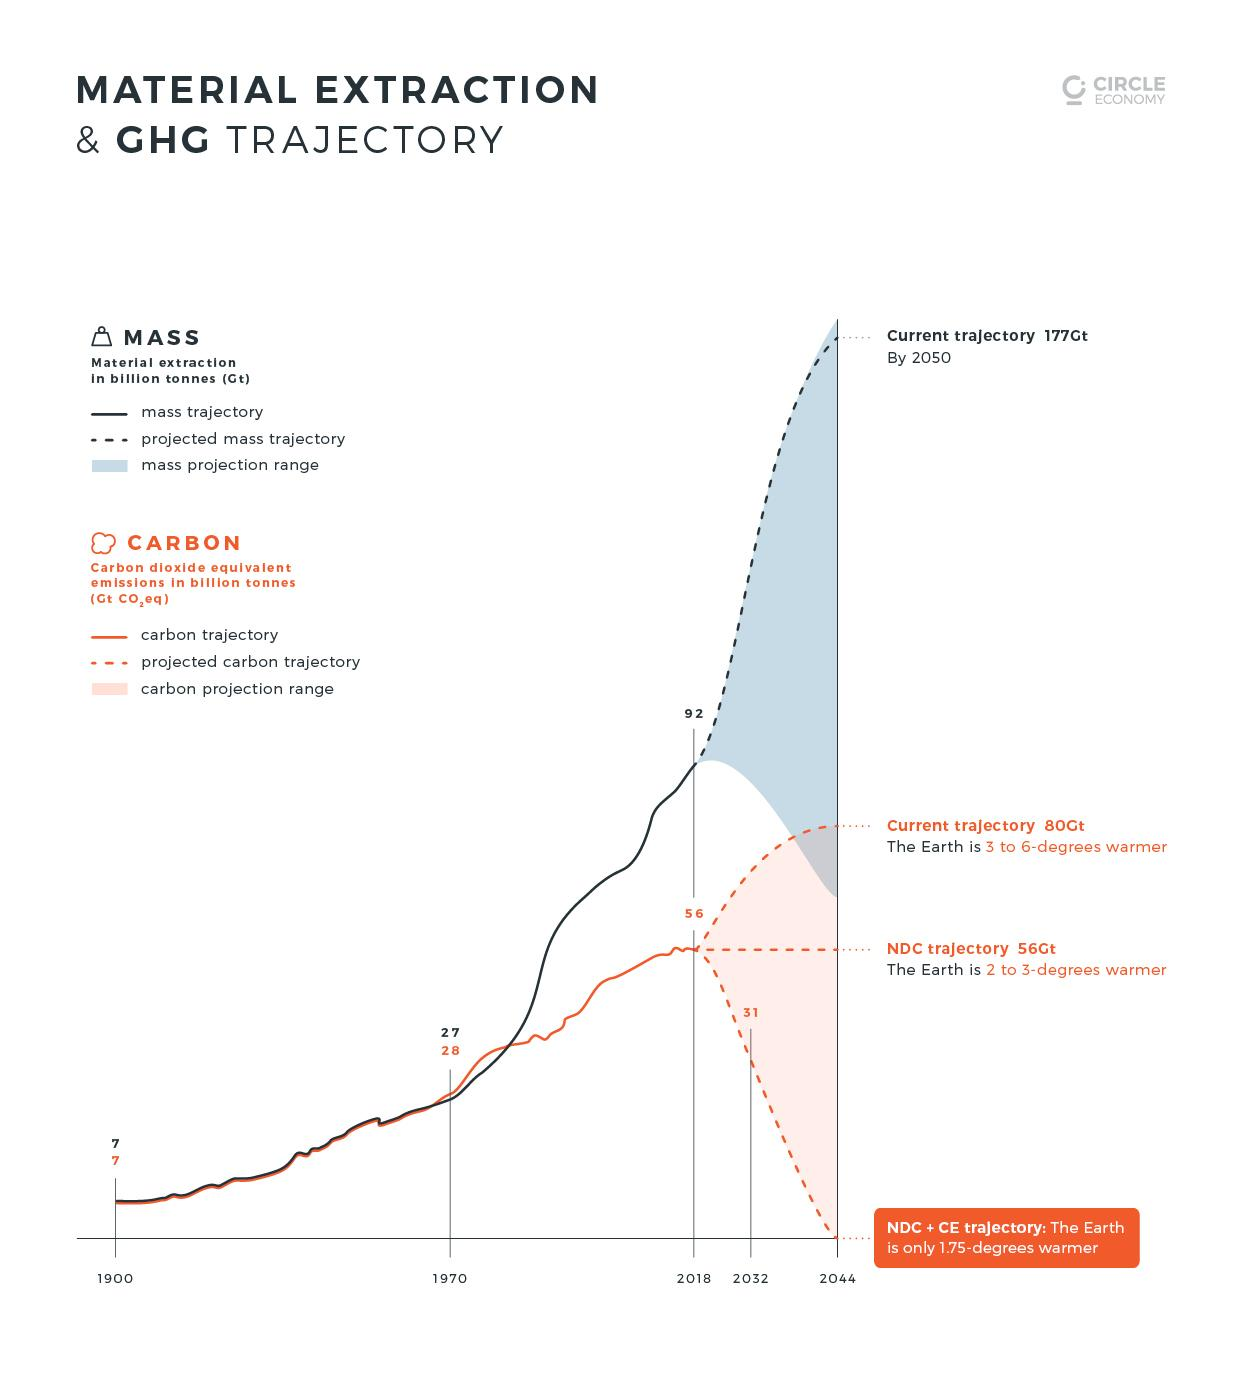 MATERIAL EXTRACTION
& GHG TRAJECTORY
CIRCLE
ECONOMY
MASS
Material extraction
in billion tonnes (Gt)
mass trajectory
projected mass trajectory
mass projection range
CARBON
Carbon dioxide equivalent
emissions in billion tonnes
(Gt CO₂eq)
carbon trajectory
projected carbon trajectory
carbon projection range
Current trajectory 177Gt
By 2050
92
Current trajectory 80Gt
The Earth is 3 to 6-degrees warmer
56
NDC trajectory 56Gt
The Earth is 2 to 3-degrees warmer
31
27
28
7
7
NDC + CE trajectory: The Earth
is only 1.75-degrees warmer
1900 1970 2018 2032 2044